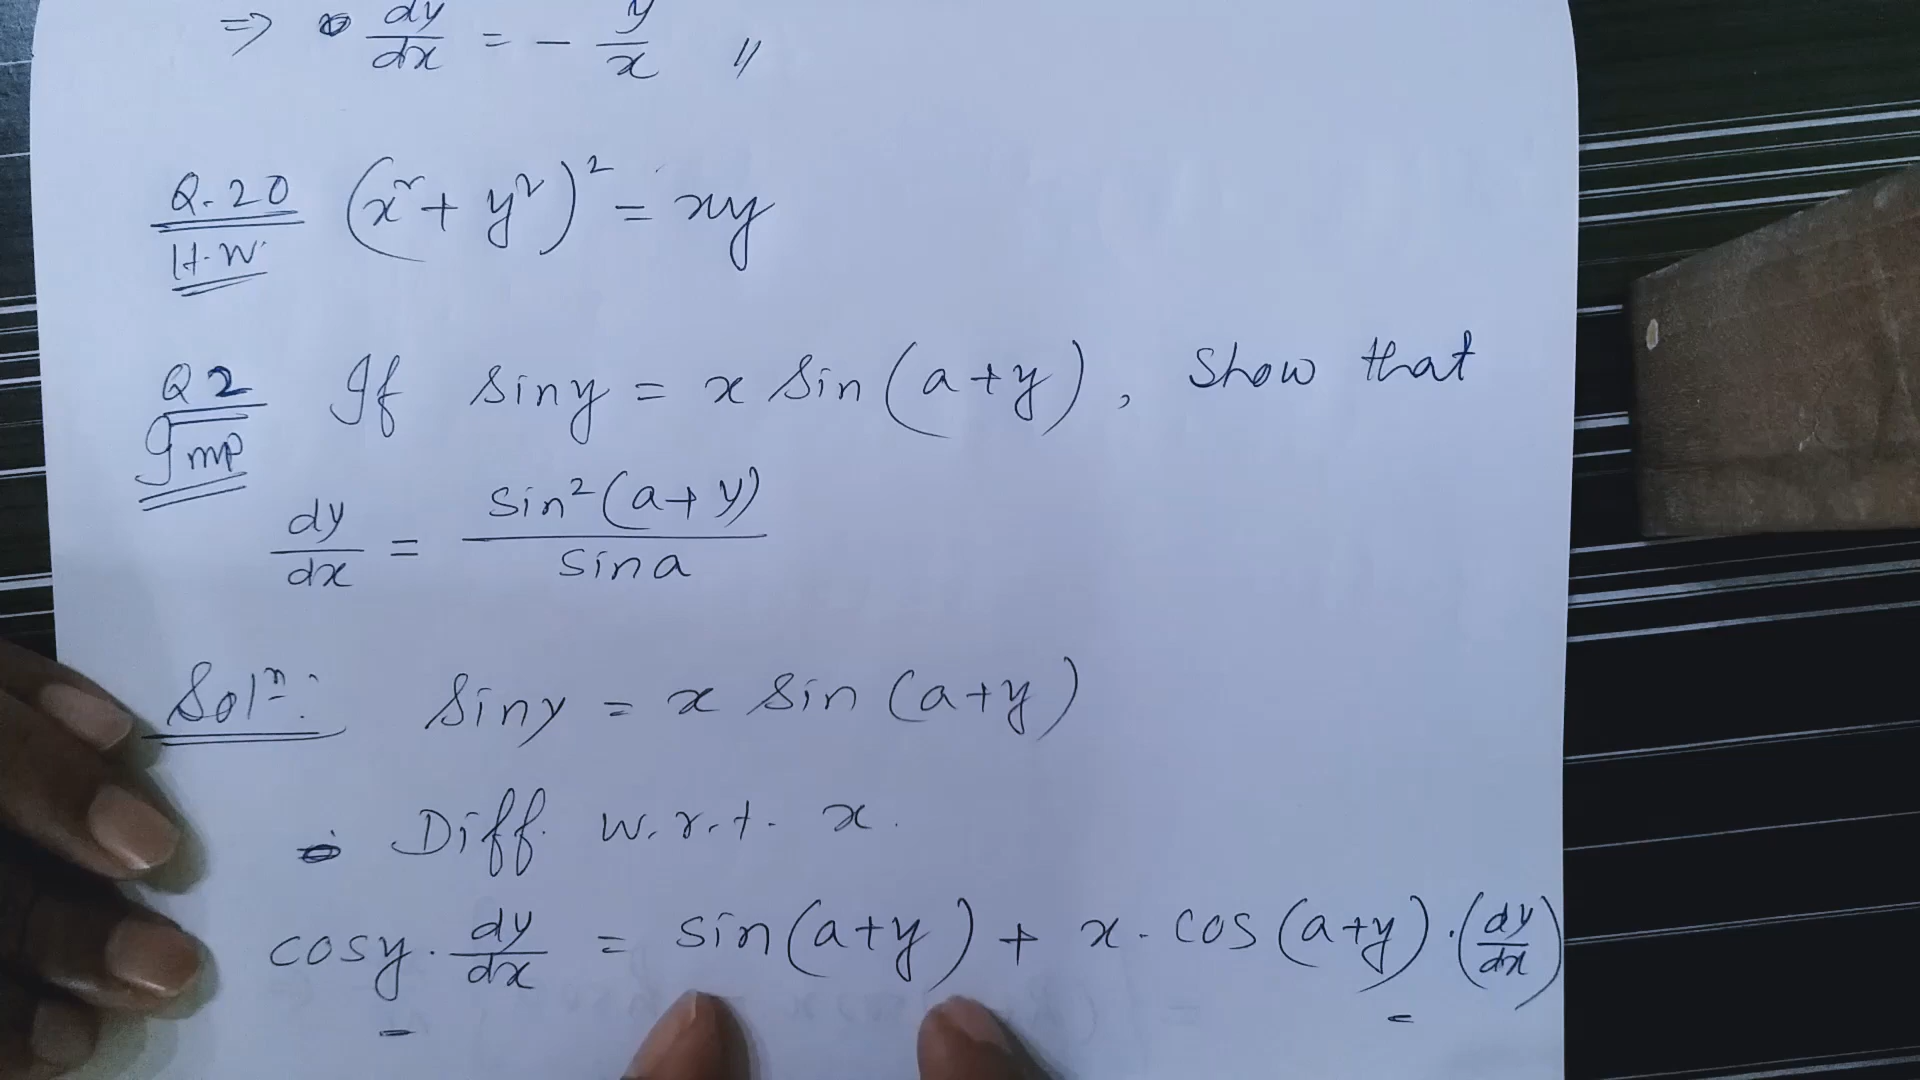 ⇒ dy/dx = - y/x //
Q.20 (x² + y²)² = xy
H.W.
Q2 If siny = x sin(a+y), Show that
Imp
dy/dx = sin²(a+y)/sina
Solⁿ: siny = x sin(a+y)
Diff. w.r.t. x.
cosy · dy/dx = sin(a+y) + x · cos(a+y) · (dy/dx)